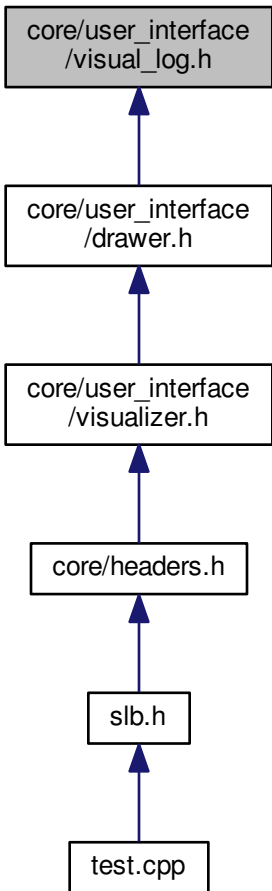 core/user_interface
/visual_log.h
core/user_interface
/drawer.h
core/user_interface
/visualizer.h
core/headers.h
slb.h
test.cpp